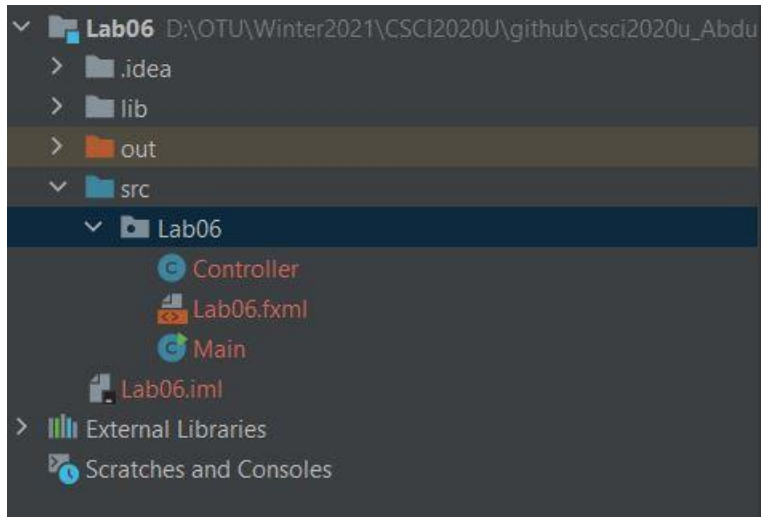 Lab06 D:\OTU\Winter2021\CSCI2020U\github\csci2020u_Abdu
.idea
lib
out
src
Lab06
Controller
Lab06.fxml
Main
Lab06.iml
External Libraries
Scratches and Consoles